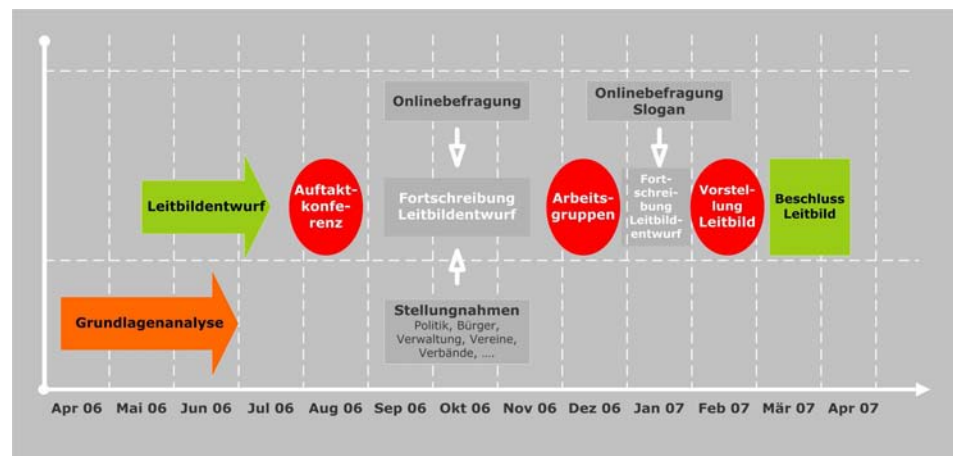 Onlinebefragung
Onlinebefragung
Slogan
Leitbildentwurf
Auftakt-
konfe-
renz
Fortschreibung
Leitbildentwurf
Arbeits-
gruppen
Fort-
schrei-
bung
Leitbild-
entwurf
Vorstel-
lung
Leitbild
Beschluss
Leitbild
Grundlagenanalyse
Stellungnahmen
Politik, Bürger,
Verwaltung, Vereine,
Verbände, ....
Apr 06 Mai 06 Jun 06 Jul 06 Aug 06 Sep 06 Okt 06 Nov 06 Dez 06 Jan 07 Feb 07 Mär 07 Apr 07